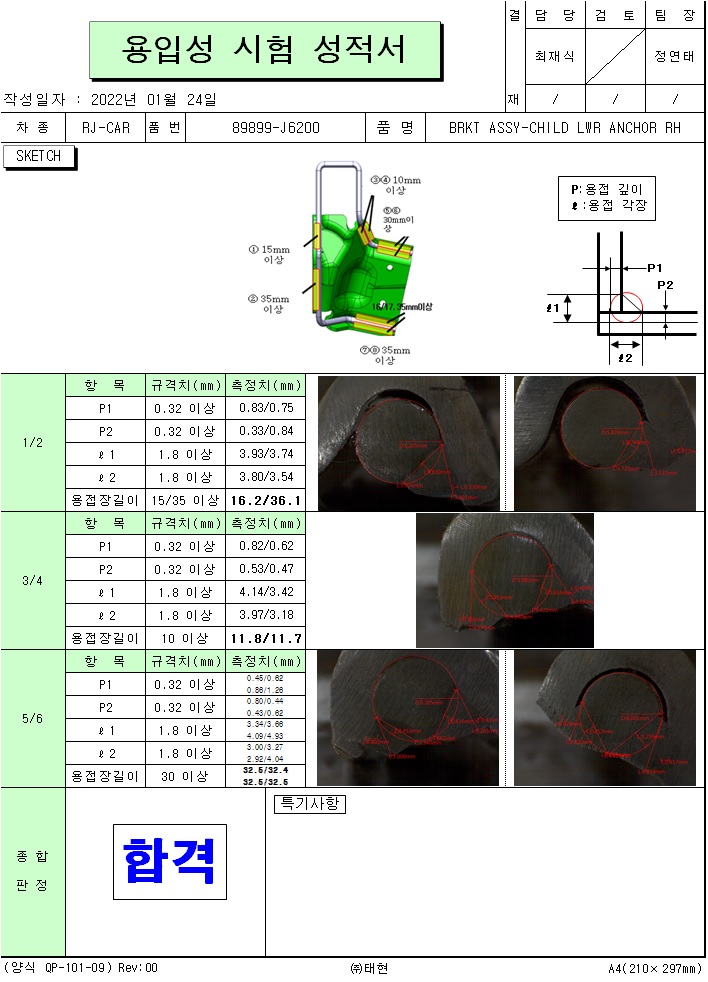 용입성 시험 성적서
결 담 당 검 토 팀 장
최재식 정연태
재 / / /
작성일자 : 2022년 01월 24일
차 종 RJ-CAR 품 번 89899-J6200 품 명 BRKT ASSY-CHILD LWR ANCHOR RH
SKETCH
③④ 10mm
이상
⑤⑥
30mm이
상
① 15mm
이상
② 35mm
이상
16/17.35mm이상
⑦⑧ 35mm
이상
P:용접 깊이
ℓ :용접 각장
P1
P2
ℓ1
ℓ2
항 목 규격치(mm) 측정치(mm)
1/2
P1 0.32 이상 0.83/0.75
P2 0.32 이상 0.33/0.84
ℓ 1 1.8 이상 3.93/3.74
ℓ 2 1.8 이상 3.80/3.54
용접장길이 15/35 이상 16.2/36.1
항 목 규격치(mm) 측정치(mm)
3/4
P1 0.32 이상 0.82/0.62
P2 0.32 이상 0.53/0.47
ℓ 1 1.8 이상 4.14/3.42
ℓ 2 1.8 이상 3.97/3.18
용접장길이 10 이상 11.8/11.7
항 목 규격치(mm) 측정치(mm)
5/6
P1 0.32 이상 0.45/0.62
0.86/1.26
P2 0.32 이상 0.80/0.44
0.43/0.62
ℓ 1 1.8 이상 3.34/3.66
4.09/4.93
ℓ 2 1.8 이상 3.00/3.27
2.92/4.04
용접장길이 30 이상 32.5/32.4
32.5/32.5
종 합
판 정
합격
특기사항
(양식 QP-101-09) Rev:00 ㈜태현 A4(210× 297mm)